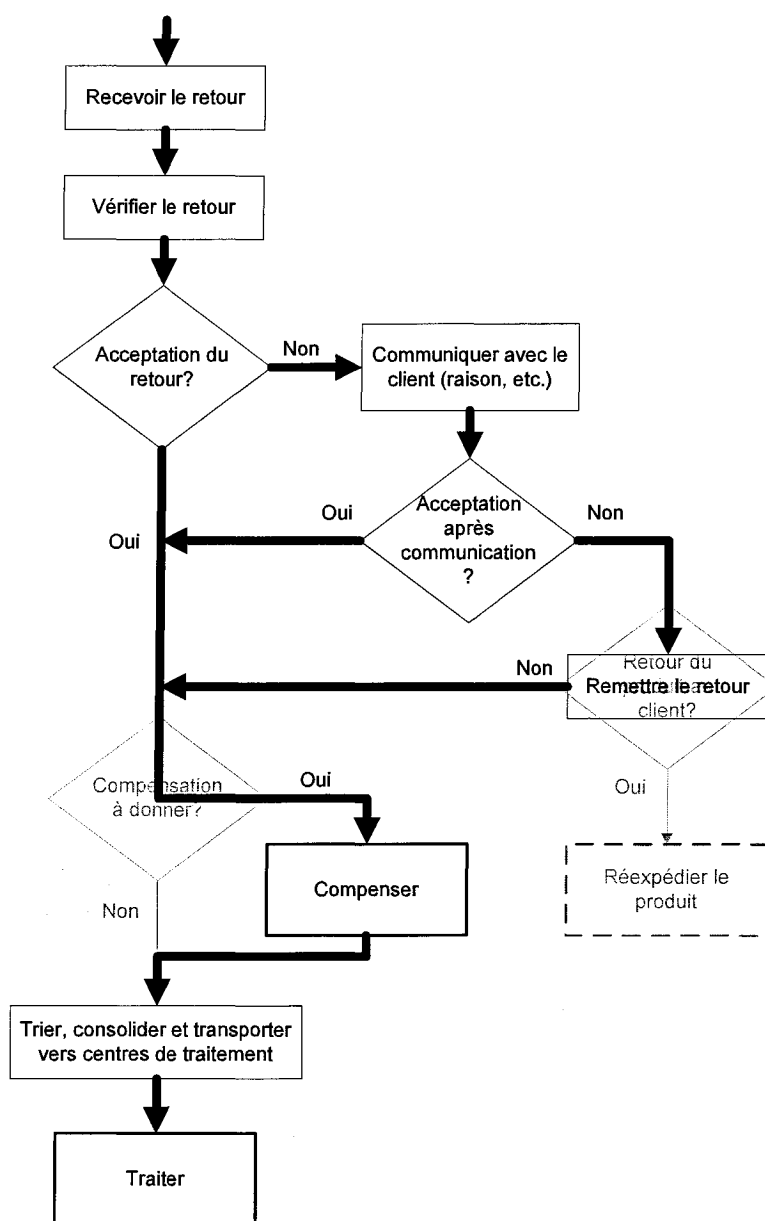 Recevoir le retour
Vérifier le retour
Acceptation du
retour?
Non
Communiquer avec le
client (raison, etc.)
Oui
Oui
Acceptation
après
communication
?
Non
Non
Retour du
Remettre le retour
client?
Oui
Réexpédier le
produit
Compensation
à donner?
Oui
Non
Compenser
Trier, consolider et transporter
vers centres de traitement
Traiter